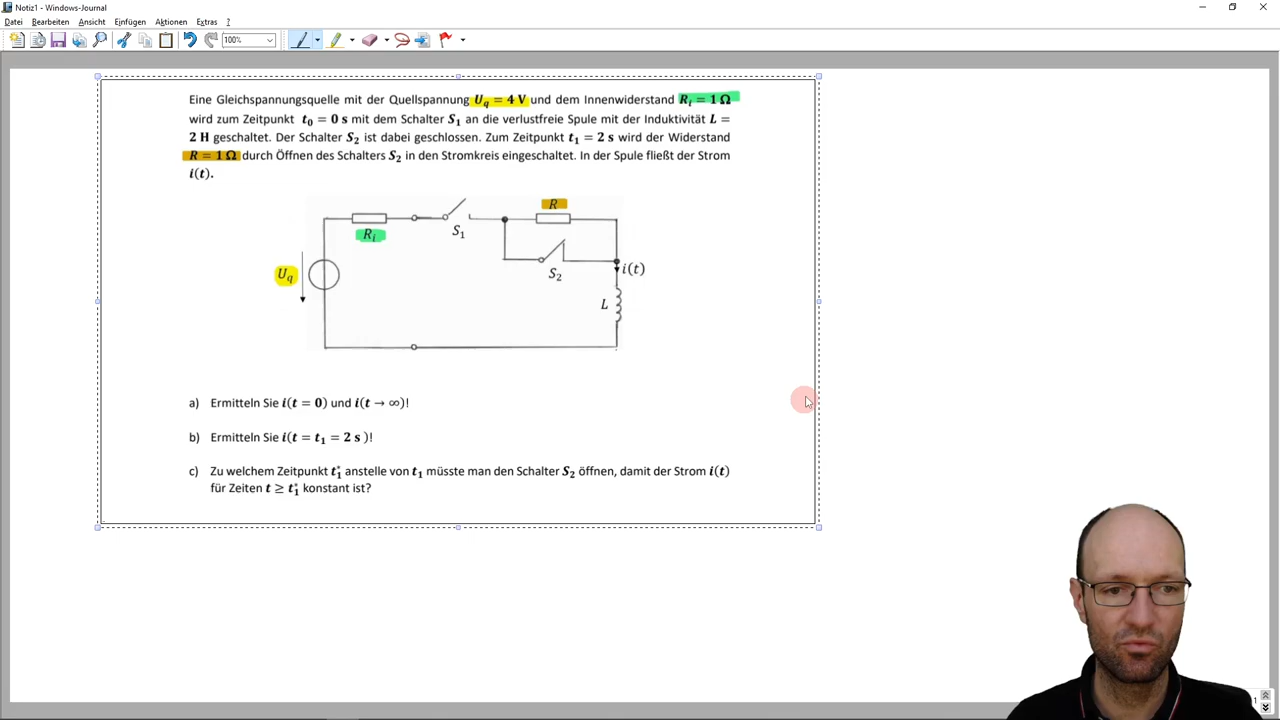 Notiz1 - Windows-Journal
Datei Bearbeiten Ansicht Einfügen Aktionen Extras ?
100%
Eine Gleichspannungsquelle mit der Quellspannung U_q = 4 V und dem Innenwiderstand R_i = 1 Ω
wird zum Zeitpunkt t_0 = 0 s mit dem Schalter S_1 an die verlustfreie Spule mit der Induktivität L =
2 H geschaltet. Der Schalter S_2 ist dabei geschlossen. Zum Zeitpunkt t_1 = 2 s wird der Widerstand
R = 1 Ω durch Öffnen des Schalters S_2 in den Stromkreis eingeschaltet. In der Spule fließt der Strom
i(t).
R
R_i
S_1
U_q
S_2
i(t)
L
a) Ermitteln Sie i(t = 0) und i(t → ∞)!
b) Ermitteln Sie i(t = t_1 = 2 s )!
c) Zu welchem Zeitpunkt t_1^* anstelle von t_1 müsste man den Schalter S_2 öffnen, damit der Strom i(t)
für Zeiten t ≥ t_1^* konstant ist?
1